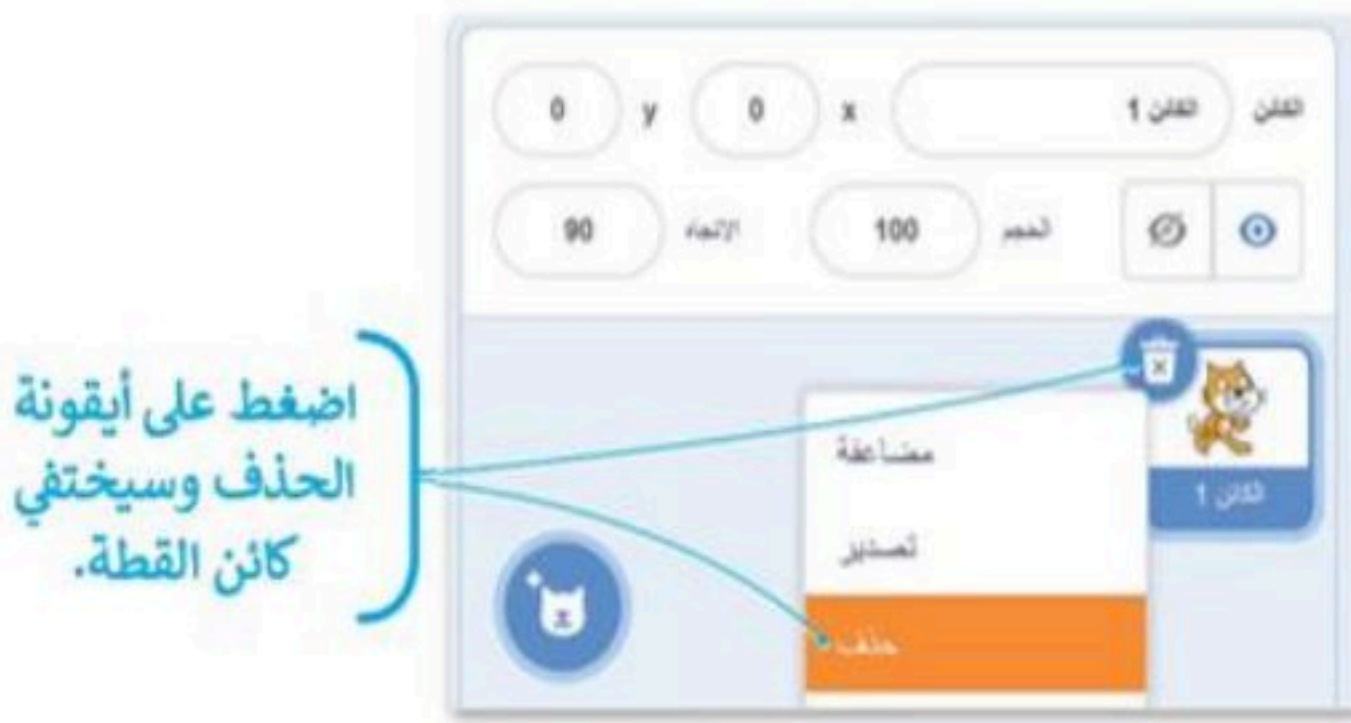 الكائن الكائن 1 x 0 y 0
الحجم 100 الاتجاه 90
اضغط على أيقونة
الحذف وسيختفي
كائن القطة.
الكائن 1
مضاعفة
تصدير
حذف